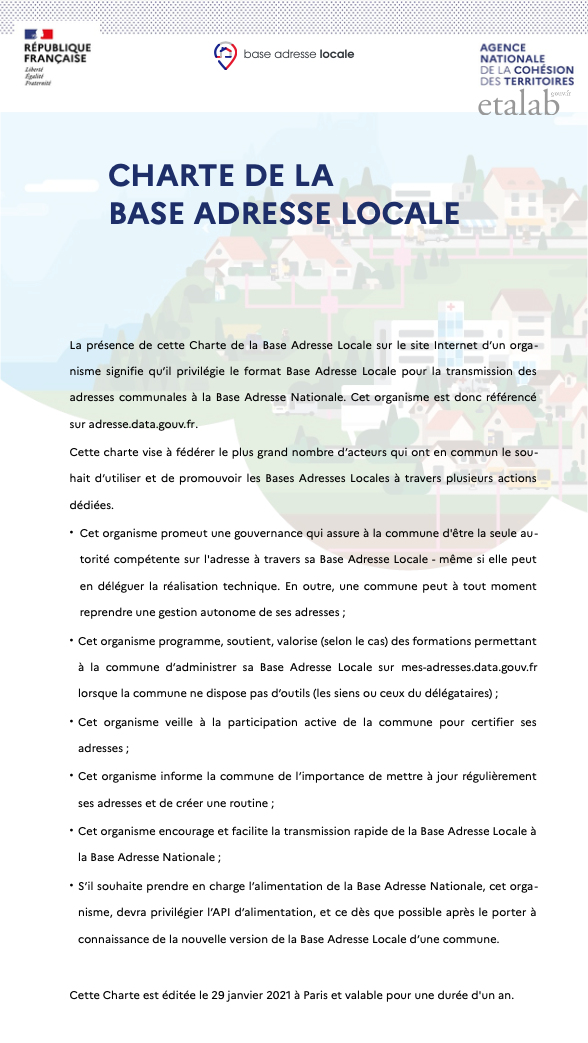 RÉPUBLIQUE
FRANÇAISE
Liberté
Égalité
Fraternité
base adresse locale
AGENCE
NATIONALE
DE LA COHÉSION
DES TERRITOIRES
etalab gouv.fr
CHARTE DE LA
BASE ADRESSE LOCALE
La présence de cette Charte de la Base Adresse Locale sur le site Internet d’un orga-
nisme signifie qu’il privilégie le format Base Adresse Locale pour la transmission des
adresses communales à la Base Adresse Nationale. Cet organisme est donc référencé
sur adresse.data.gouv.fr.
Cette charte vise à fédérer le plus grand nombre d’acteurs qui ont en commun le sou-
hait d’utiliser et de promouvoir les Bases Adresses Locales à travers plusieurs actions
dédiées.
• Cet organisme promeut une gouvernance qui assure à la commune d'être la seule au-
torité compétente sur l'adresse à travers sa Base Adresse Locale - même si elle peut
en déléguer la réalisation technique. En outre, une commune peut à tout moment
reprendre une gestion autonome de ses adresses ;
• Cet organisme programme, soutient, valorise (selon le cas) des formations permettant
à la commune d’administrer sa Base Adresse Locale sur mes-adresses.data.gouv.fr
lorsque la commune ne dispose pas d’outils (les siens ou ceux du délégataires) ;
• Cet organisme veille à la participation active de la commune pour certifier ses
adresses ;
• Cet organisme informe la commune de l’importance de mettre à jour régulièrement
ses adresses et de créer une routine ;
• Cet organisme encourage et facilite la transmission rapide de la Base Adresse Locale à
la Base Adresse Nationale ;
• S’il souhaite prendre en charge l’alimentation de la Base Adresse Nationale, cet orga-
nisme, devra privilégier l’API d’alimentation, et ce dès que possible après le porter à
connaissance de la nouvelle version de la Base Adresse Locale d’une commune.
Cette Charte est éditée le 29 janvier 2021 à Paris et valable pour une durée d'un an.